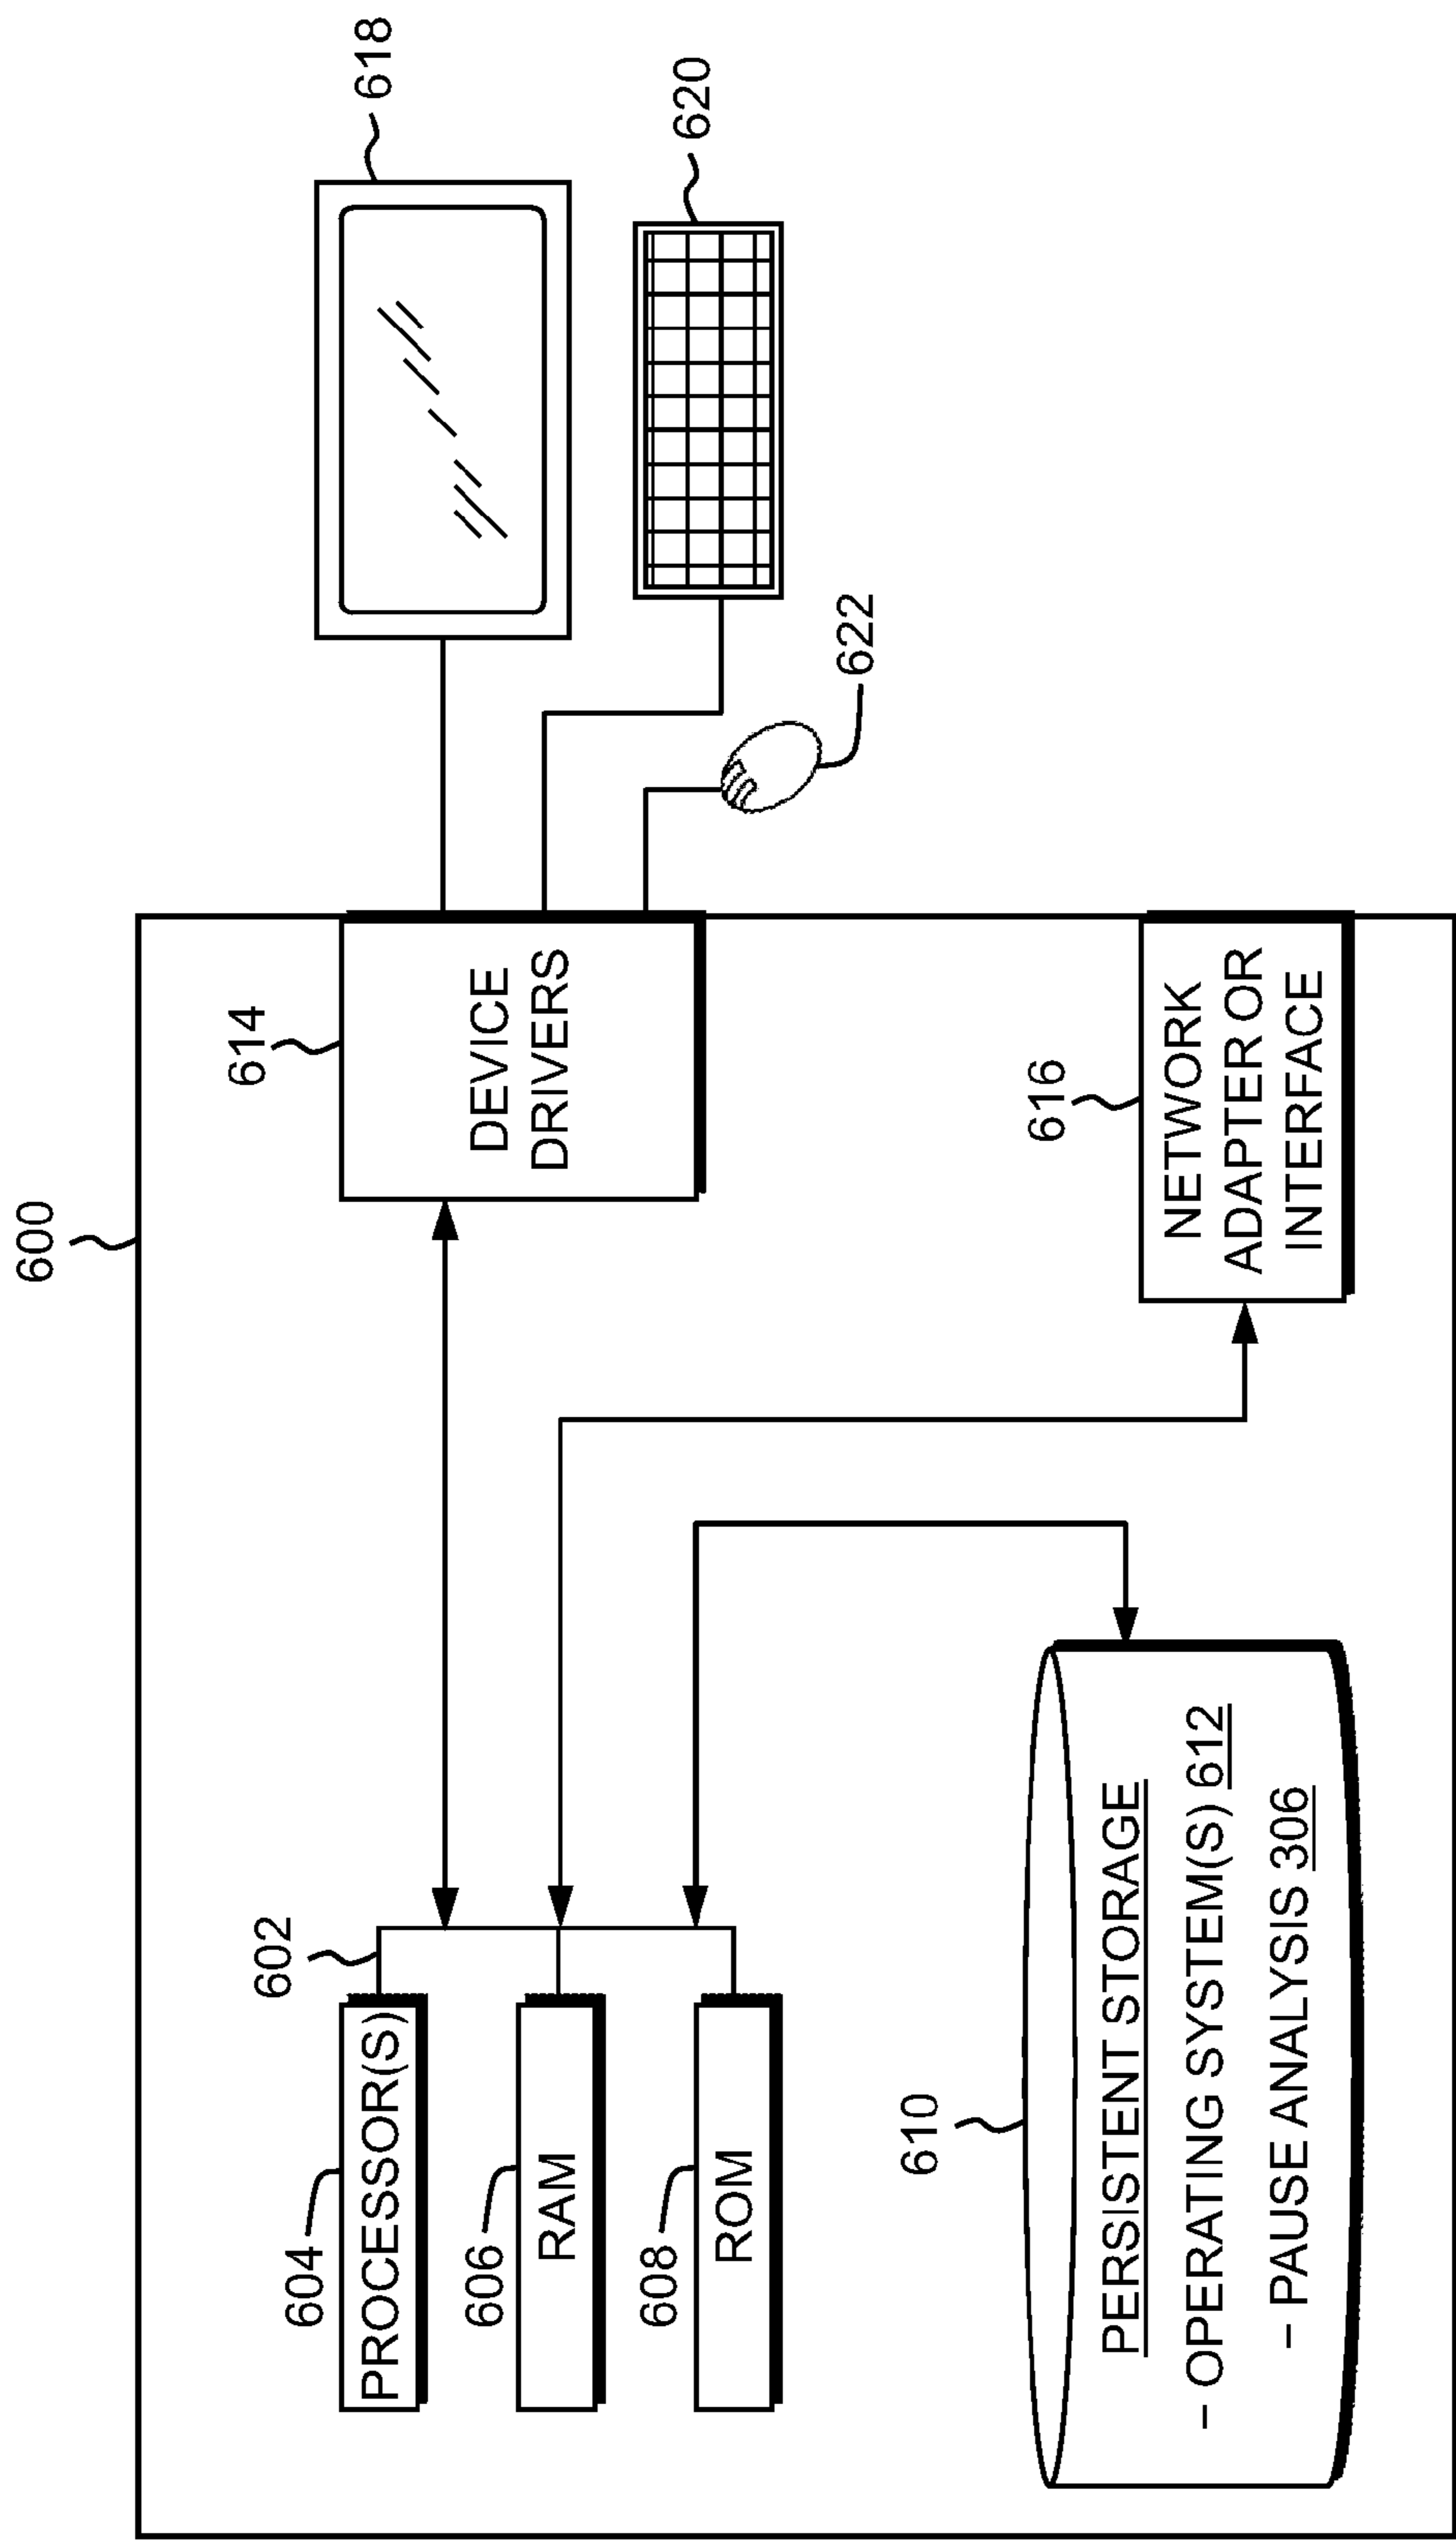 600
602
604
PROCESSOR(S)
606
RAM
608
ROM
610
PERSISTENT STORAGE
– OPERATING SYSTEM(S) 612
– PAUSE ANALYSIS 306
614
DEVICE
DRIVERS
616
NETWORK
ADAPTER OR
INTERFACE
618
620
622